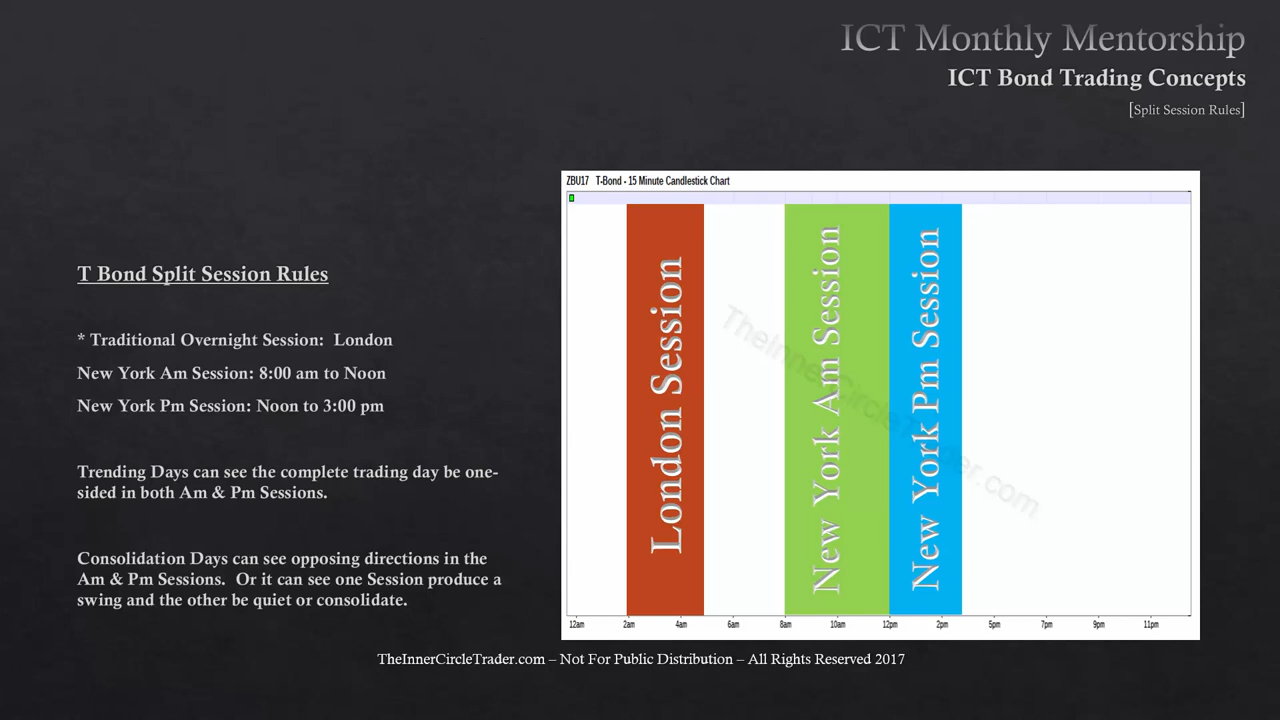 ICT Monthly Mentorship
ICT Bond Trading Concepts
[Split Session Rules]
T Bond Split Session Rules
* Traditional Overnight Session:  London
New York Am Session: 8:00 am to Noon
New York Pm Session: Noon to 3:00 pm
Trending Days can see the complete trading day be one-
sided in both Am & Pm Sessions.
Consolidation Days can see opposing directions in the
Am & Pm Sessions.  Or it can see one Session produce a
swing and the other be quiet or consolidate.
ZBU17 T-Bond - 15 Minute Candlestick Chart
London Session
New York Am Session
New York Pm Session
TheInnerCircleTrader.com
12am 2am 4am 6am 8am 10am 12pm 2pm 5pm 7pm 9pm 11pm
TheInnerCircleTrader.com – Not For Public Distribution – All Rights Reserved 2017